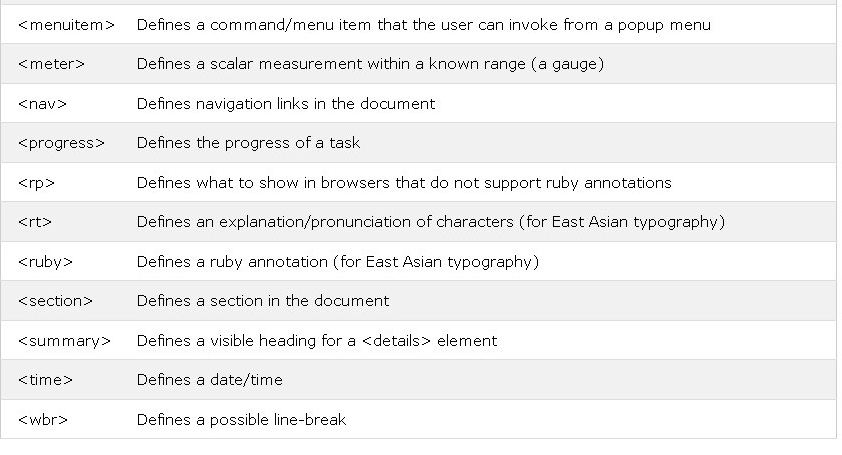 <menuitem> Defines a command/menu item that the user can invoke from a popup menu
<meter> Defines a scalar measurement within a known range (a gauge)
<nav> Defines navigation links in the document
<progress> Defines the progress of a task
<rp> Defines what to show in browsers that do not support ruby annotations
<rt> Defines an explanation/pronunciation of characters (for East Asian typography)
<ruby> Defines a ruby annotation (for East Asian typography)
<section> Defines a section in the document
<summary> Defines a visible heading for a <details> element
<time> Defines a date/time
<wbr> Defines a possible line-break